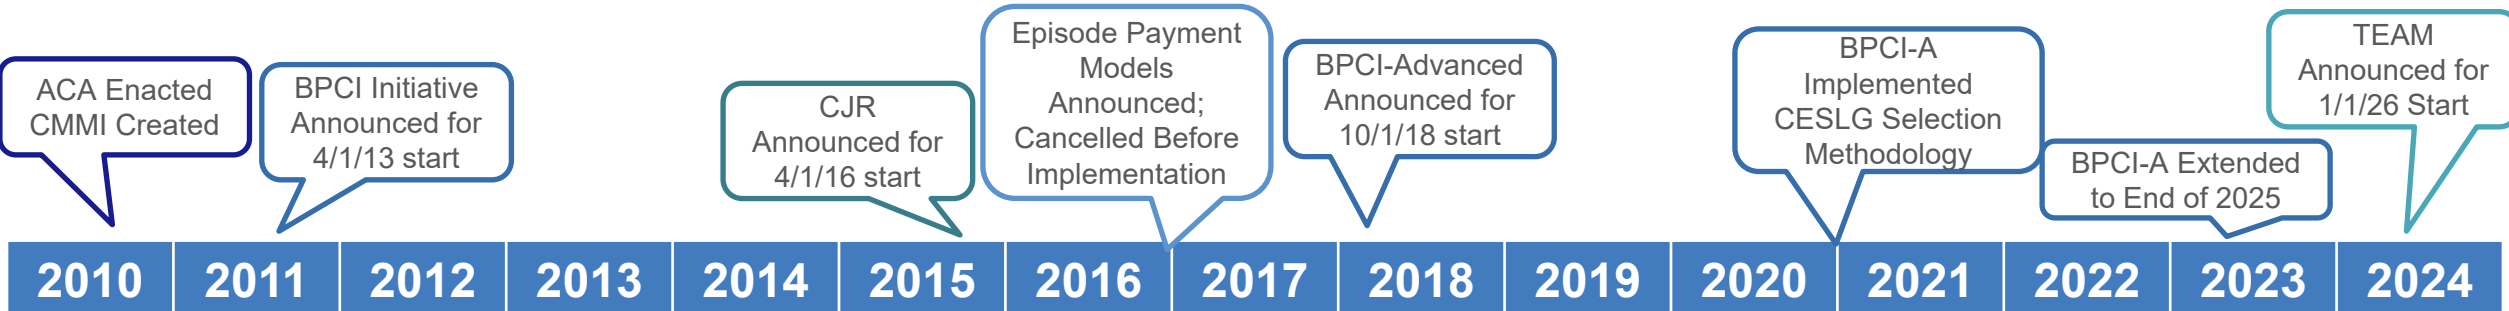 ACA Enacted
CMMI Created
BPCI Initiative
Announced for
4/1/13 start
CJR
Announced for
4/1/16 start
Episode Payment
Models
Announced;
Cancelled Before
Implementation
BPCI-Advanced
Announced for
10/1/18 start
BPCI-A
Implemented
CESLG Selection
Methodology
BPCI-A Extended
to End of 2025
TEAM
Announced for
1/1/26 Start
2010 2011 2012 2013 2014 2015 2016 2017 2018 2019 2020 2021 2022 2023 2024